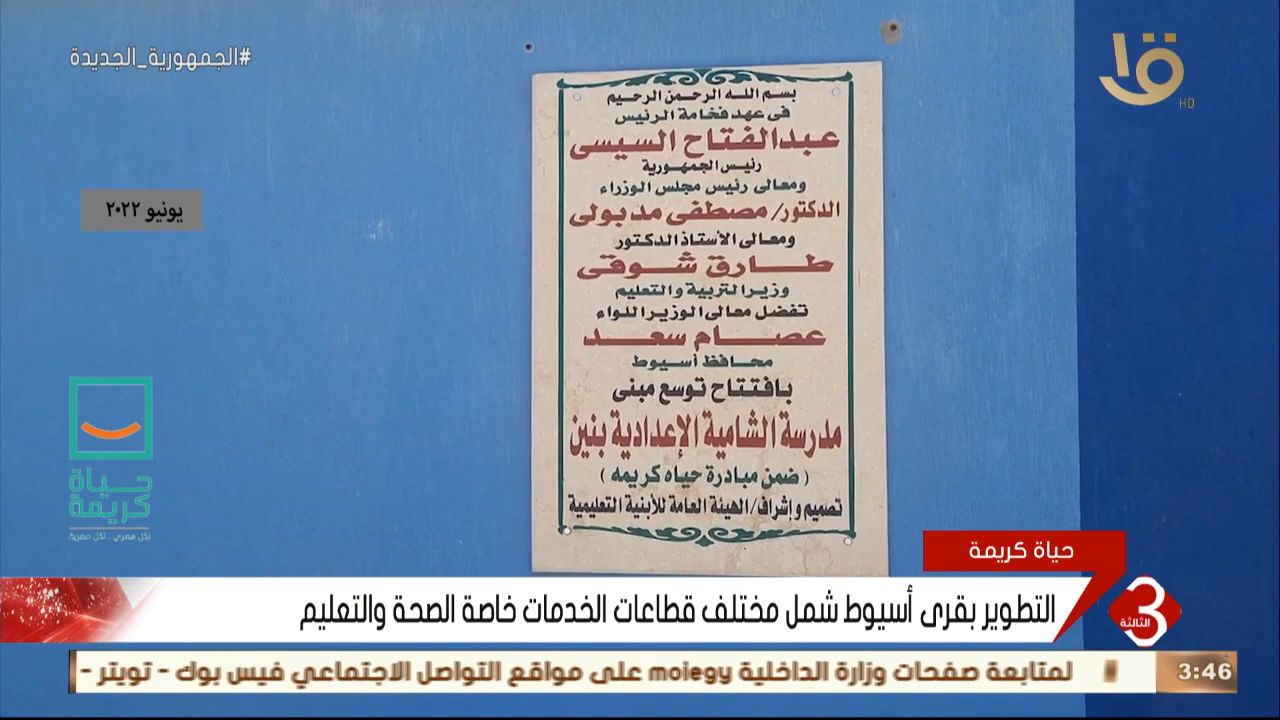 #الجمهورية_الجديدة
HD
يونيو ٢٠٢٢
بسم الله الرحمن الرحيم
فى عهد فخامة الرئيس
عبدالفتاح السيسى
رئيس الجمهورية
ومعالى رئيس مجلس الوزراء
الدكتور/ مصطفى مدبولى
ومعالى الأستاذ الدكتور
طارق شوقى
وزير التربية والتعليم
تفضل معالى الوزير اللواء
عصام سعد
محافظ أسيوط
بافتتاح توسع مبنى
مدرسة الشامية الإعدادية بنين
( ضمن مبادرة حياه كريمه )
تصميم وإشراف/ الهيئة العامة للأبنية التعليمية
حياة
كريمة
لكل مصري .. لكل مصرية
حياة كريمة
التطوير بقرى أسيوط شمل مختلف قطاعات الخدمات خاصة الصحة والتعليم
3
الثالثة
لمتابعة صفحات وزارة الداخلية moiegy على مواقع التواصل الاجتماعي فيس بوك - تويتر -
3:46